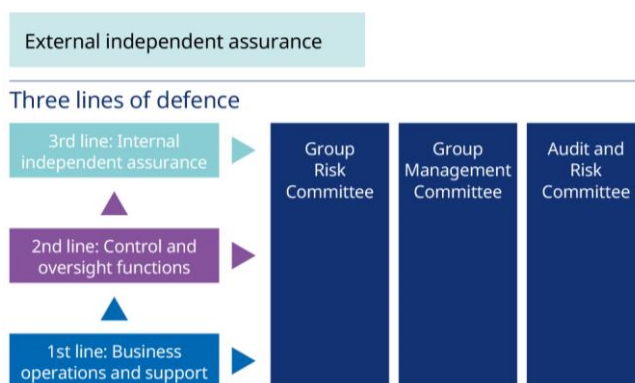 External independent assurance
Three lines of defence
3rd line: Internal
independent assurance
Group
Risk
Committee
Group
Management
Committee
Audit and
Risk
Committee
2nd line: Control and
oversight functions
1st line: Business
operations and support